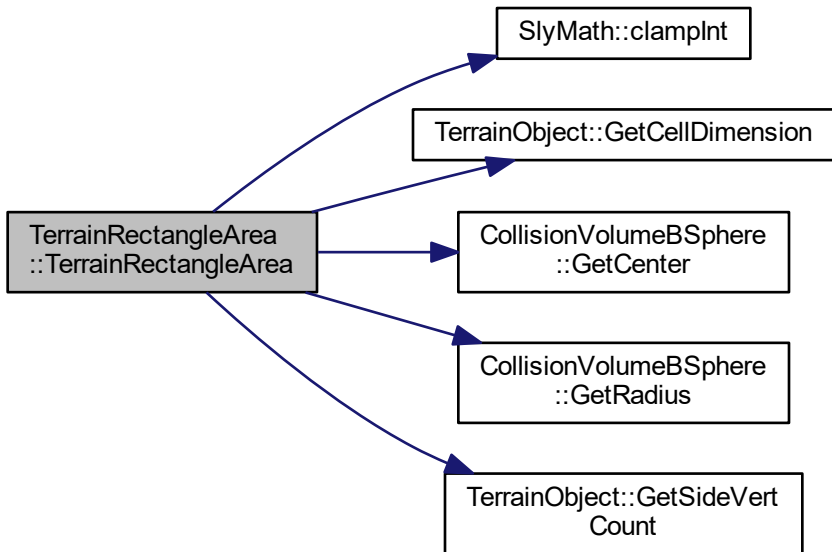 SlyMath::clampInt
TerrainObject::GetCellDimension
TerrainRectangleArea
::TerrainRectangleArea
CollisionVolumeBSphere
::GetCenter
CollisionVolumeBSphere
::GetRadius
TerrainObject::GetSideVert
Count